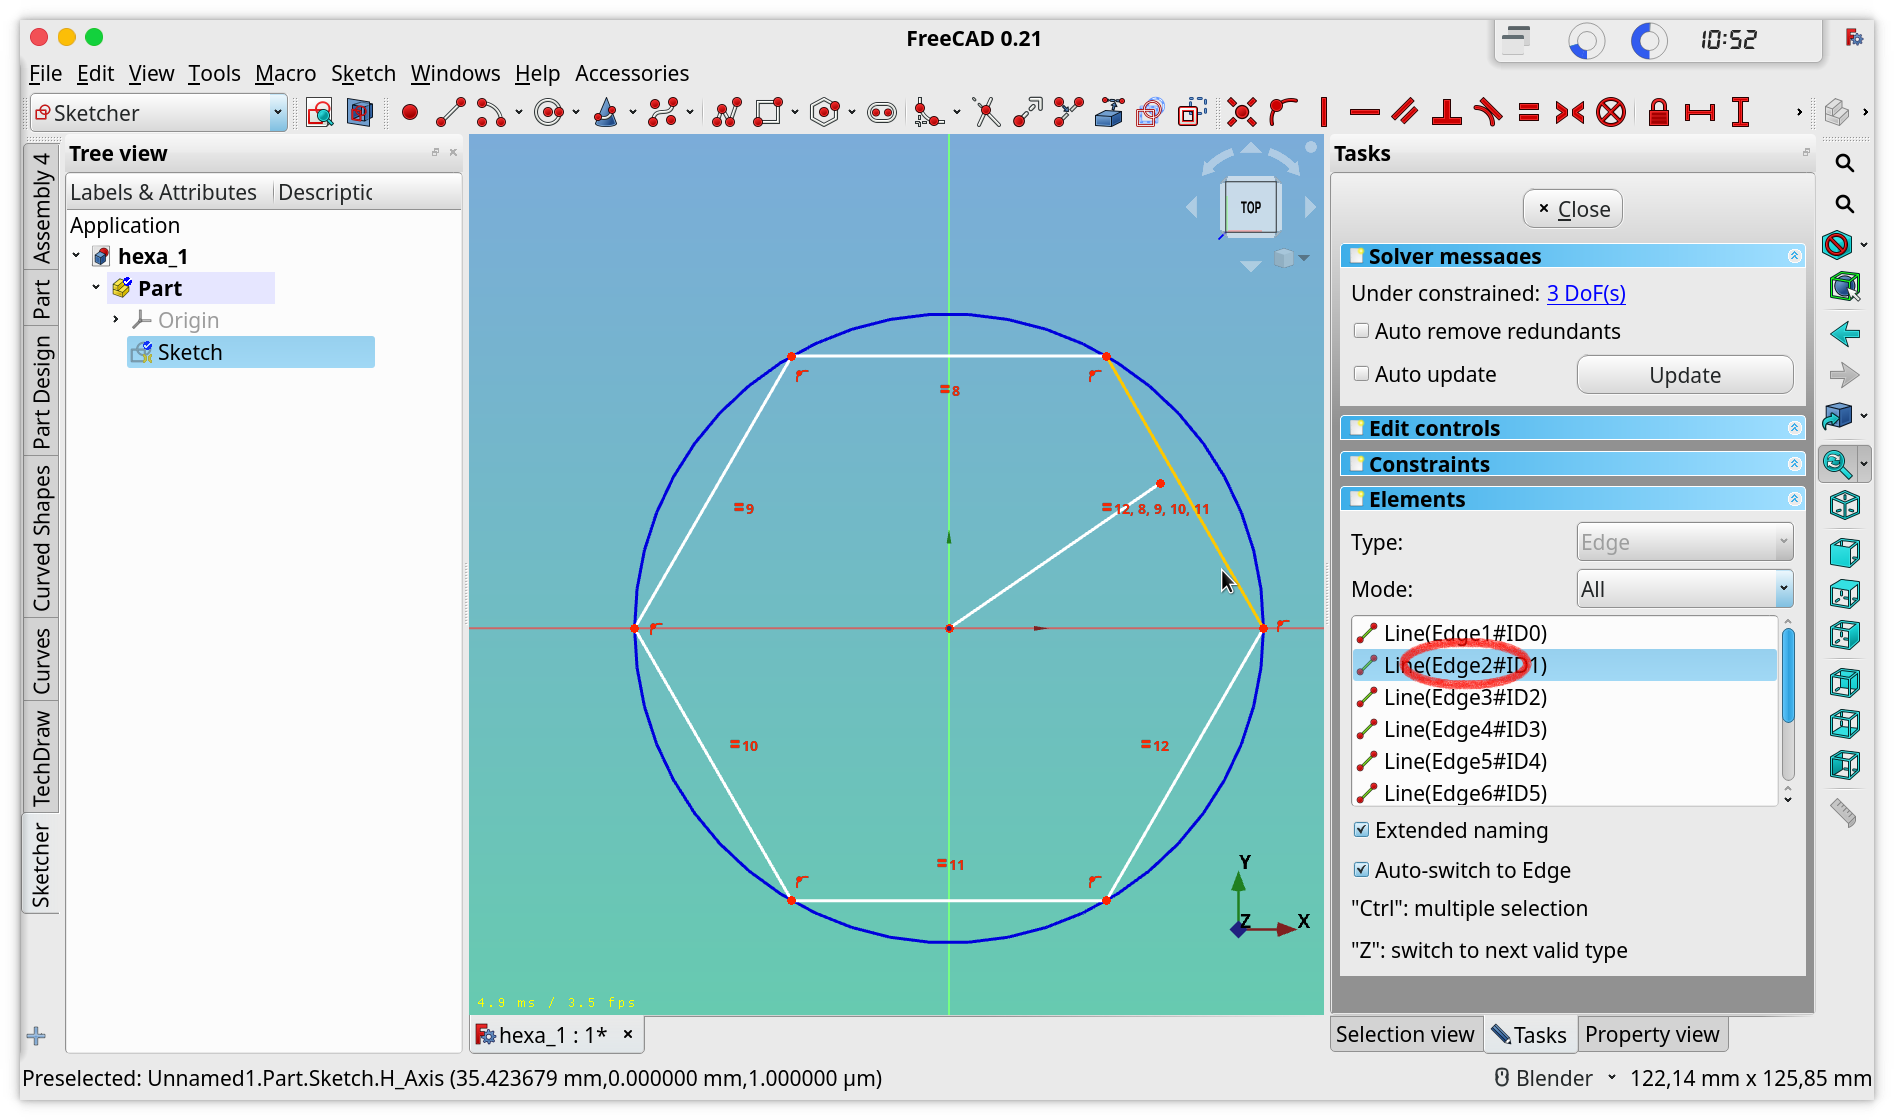 FreeCAD 0.21
10:52
File Edit View Tools Macro Sketch Windows Help Accessories
Sketcher
Tree view
Labels & Attributes Descriptic
Application
hexa_1
Part
Origin
Sketch
Assembly 4
Part
Part Design
Curved Shapes
Curves
TechDraw
Sketcher
TOP
=8
=9
=12, 8, 9, 10, 11
=10
=12
=11
Y
Z
X
4.9 ms / 3.5 fps
hexa_1 : 1*
Tasks
Close
Solver messages
Under constrained: 3 DoF(s)
Auto remove redundants
Auto update
Update
Edit controls
Constraints
Elements
Type: Edge
Mode: All
Line(Edge1#ID0)
Line(Edge2#ID1)
Line(Edge3#ID2)
Line(Edge4#ID3)
Line(Edge5#ID4)
Line(Edge6#ID5)
Extended naming
Auto-switch to Edge
"Ctrl": multiple selection
"Z": switch to next valid type
Selection view Tasks Property view
Preselected: Unnamed1.Part.Sketch.H_Axis (35.423679 mm,0.000000 mm,1.000000 µm)
Blender 122,14 mm x 125,85 mm